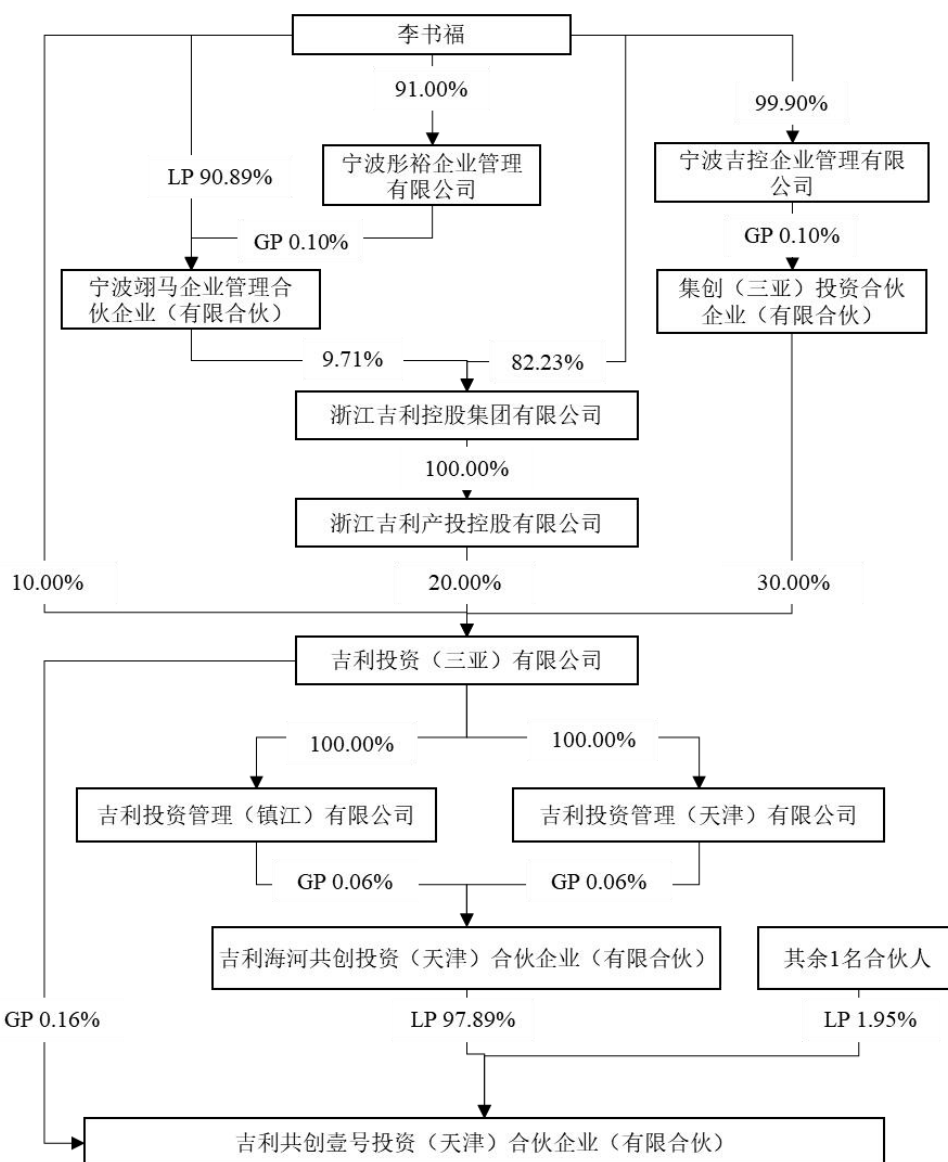 李书福
91.00%
99.90%
宁波彤裕企业管理
有限公司
宁波吉控企业管理有限
公司
LP 90.89%
GP 0.10%
GP 0.10%
宁波翊马企业管理合
伙企业（有限合伙）
集创（三亚）投资合伙
企业（有限合伙）
9.71%
82.23%
浙江吉利控股集团有限公司
100.00%
浙江吉利产投控股有限公司
10.00%
20.00%
30.00%
吉利投资（三亚）有限公司
100.00%
100.00%
吉利投资管理（镇江）有限公司
吉利投资管理（天津）有限公司
GP 0.06%
GP 0.06%
吉利海河共创投资（天津）合伙企业（有限合伙）
其余1名合伙人
GP 0.16%
LP 97.89%
LP 1.95%
吉利共创壹号投资（天津）合伙企业（有限合伙）